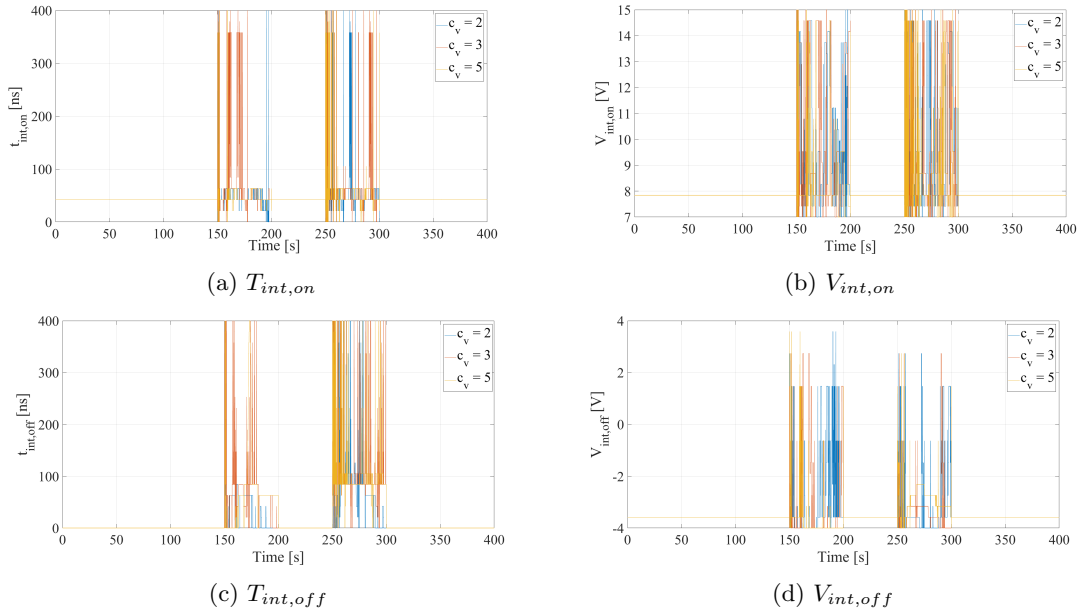 400
300
200
100
0
t_int,on [ns]
0 50 100 150 200 250 300 350 400
Time [s]
c_v = 2
c_v = 3
c_v = 5
(a) T_int,on
15
14
13
12
11
10
9
8
7
V_int,on [V]
0 50 100 150 200 250 300 350 400
Time [s]
c_v = 2
c_v = 3
c_v = 5
(b) V_int,on
400
300
200
100
0
t_int,off [ns]
0 50 100 150 200 250 300 350 400
Time [s]
c_v = 2
c_v = 3
c_v = 5
(c) T_int,off
4
2
0
-2
-4
V_int,off [V]
0 50 100 150 200 250 300 350 400
Time [s]
c_v = 2
c_v = 3
c_v = 5
(d) V_int,off